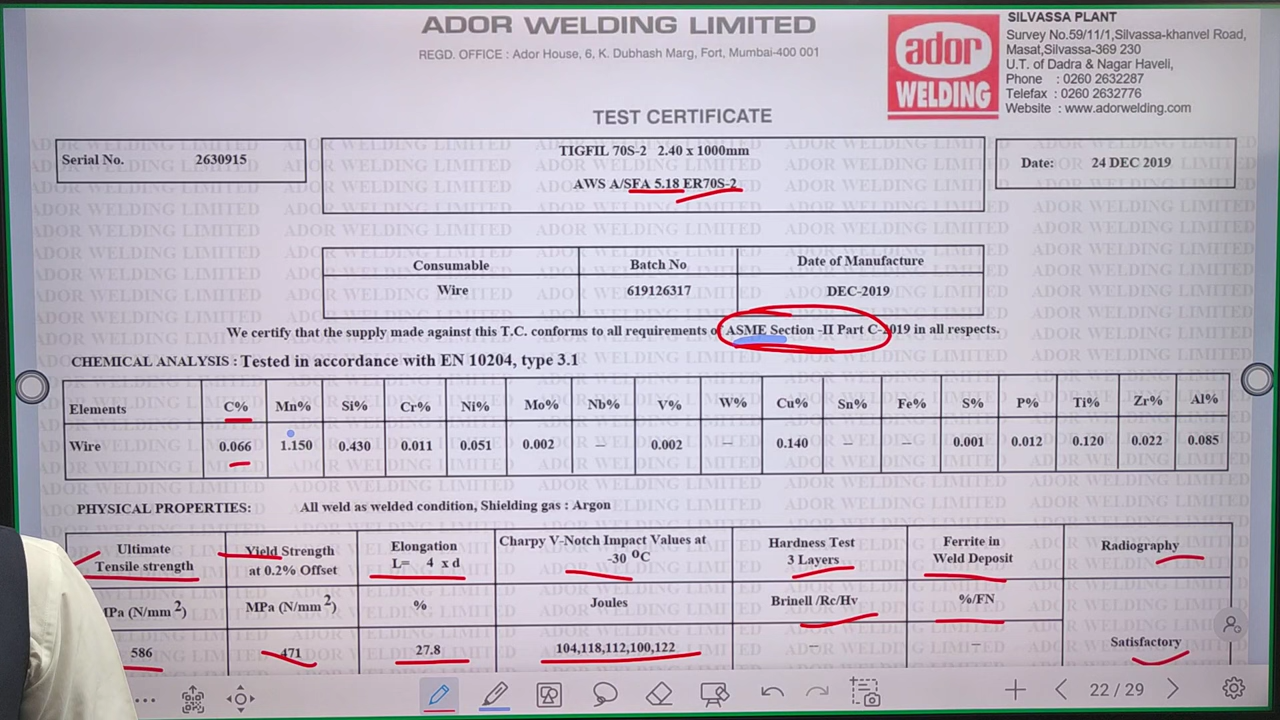 ADOR WELDING LIMITED
REGD. OFFICE : Ador House, 6, K. Dubhash Marg, Fort, Mumbai-400 001
ador
WELDING
SILVASSA PLANT
Survey No.59/11/1,Silvassa-khanvel Road,
Masat,Silvassa-369 230
U.T. of Dadra & Nagar Haveli,
Phone : 0260 2632287
Telefax : 0260 2632776
Website : www.adorwelding.com
TEST CERTIFICATE
Serial No. 2630915
TIGFIL 70S-2 2.40 x 1000mm
AWS A/SFA 5.18 ER70S-2
Date: 24 DEC 2019
Consumable Batch No Date of Manufacture
Wire 619126317 DEC-2019
We certify that the supply made against this T.C. conforms to all requirements of ASME Section -II Part C-2019 in all respects.
CHEMICAL ANALYSIS : Tested in accordance with EN 10204, type 3.1
Elements C% Mn% Si% Cr% Ni% Mo% Nb% V% W% Cu% Sn% Fe% S% P% Ti% Zr% Al%
Wire 0.066 1.150 0.430 0.011 0.051 0.002 — 0.002 — 0.140 — — 0.001 0.012 0.120 0.022 0.085
PHYSICAL PROPERTIES: All weld as welded condition, Shielding gas : Argon
Ultimate
Tensile strength
Yield Strength
at 0.2% Offset
Elongation
L= 4 x d
Charpy V-Notch Impact Values at
-30 ⁰C
Hardness Test
3 Layers
Ferrite in
Weld Deposit
Radiography
MPa (N/mm²) MPa (N/mm²) % Joules Brinell /Rc/Hv %/FN
586 471 27.8 104,118,112,100,122 — — Satisfactory
22 / 29